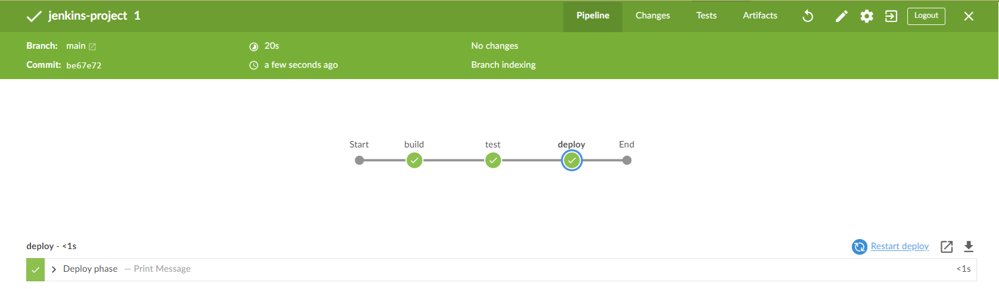 jenkins-project 1
Pipeline Changes Tests Artifacts Logout
Branch: main 20s No changes
Commit: be67e72 a few seconds ago Branch indexing
Start build test deploy End
deploy - <1s Restart deploy
Deploy phase — Print Message <1s